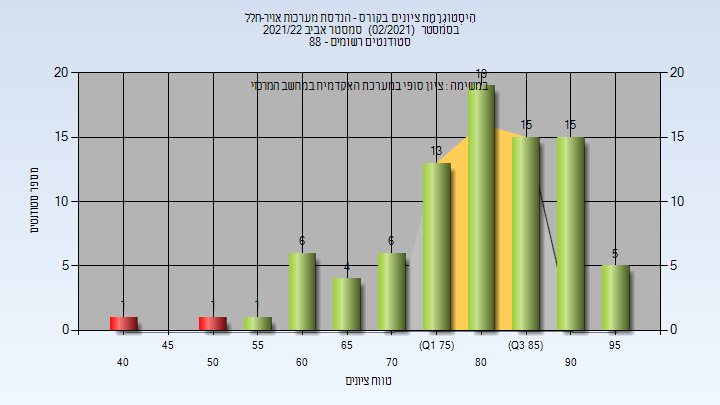 היסטוגרמת ציונים בקורס - הנדסת מערכות אויר-חלל
בסמסטר (02/2021) סמסטר אביב 2021/22
סטודנטים רשומים - 88
במשימה : ציון סופי במערכת האקדמית במחשב המרכזי
20 20
15 15
10 10
5 5
0 0
מספר סטודנטים
1 1 1 6 4 6 13 19 15 15 5
45 55 65 (Q1 75) (Q3 85) 95
40 50 60 70 80 90
טווח ציונים